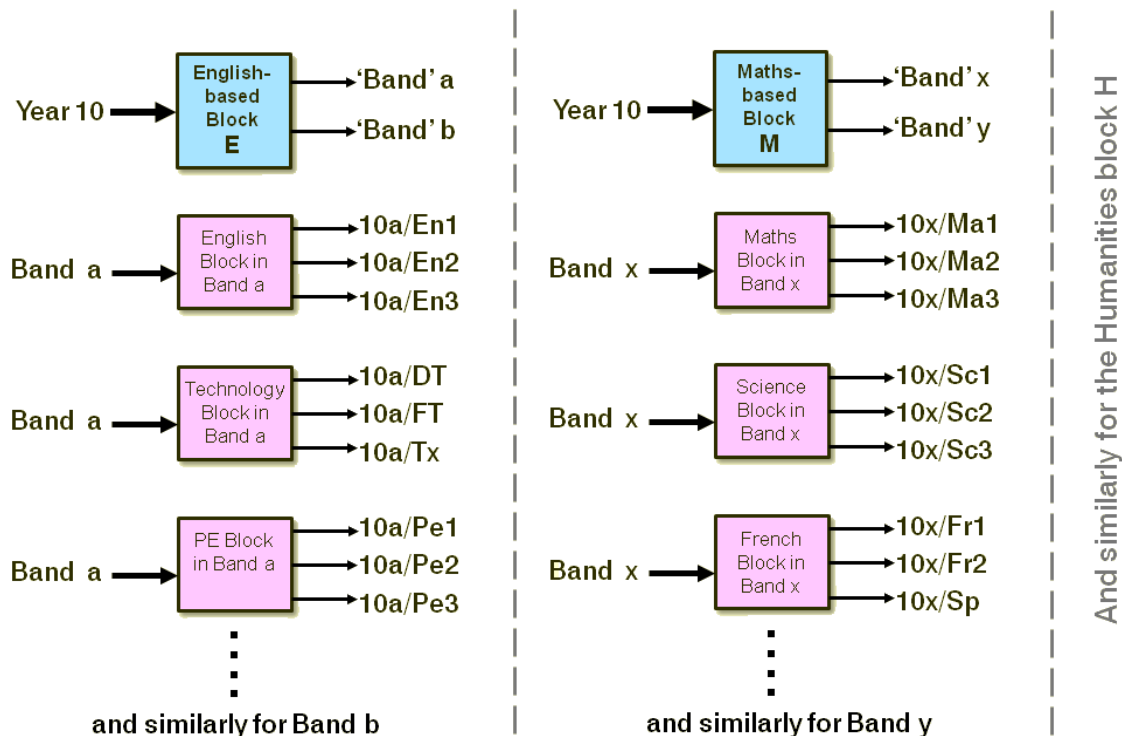 Year 10
English-
based
Block
E
'Band' a
'Band' b
Band a
English
Block in
Band a
10a/En1
10a/En2
10a/En3
Band a
Technology
Block in
Band a
10a/DT
10a/FT
10a/Tx
Band a
PE Block
in Band a
10a/Pe1
10a/Pe2
10a/Pe3
and similarly for Band b
Year 10
Maths-
based
Block
M
'Band' x
'Band' y
Band x
Maths
Block in
Band x
10x/Ma1
10x/Ma2
10x/Ma3
Band x
Science
Block in
Band x
10x/Sc1
10x/Sc2
10x/Sc3
Band x
French
Block in
Band x
10x/Fr1
10x/Fr2
10x/Sp
and similarly for Band y
And similarly for the Humanities block H